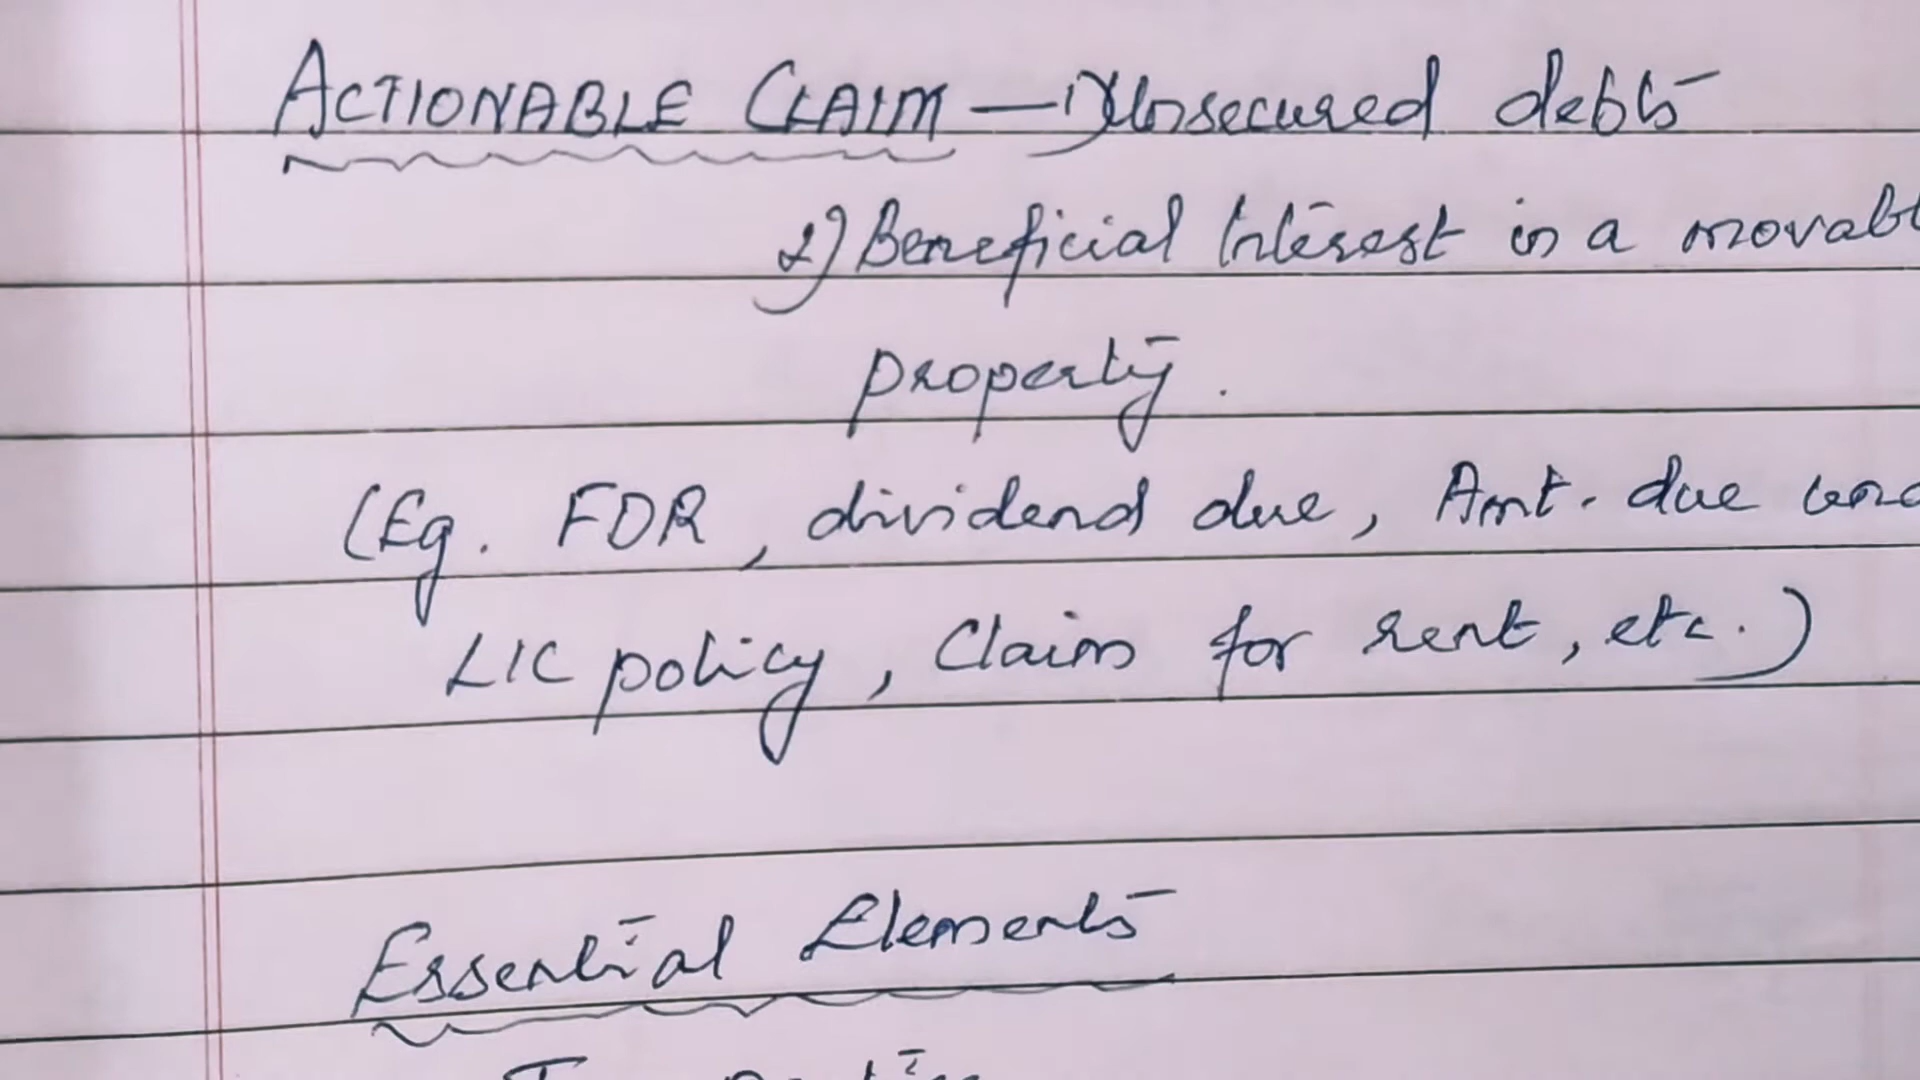 ACTIONABLE CLAIM — 1) Unsecured debts
2) Beneficial Interest in a movabl
property.
(Eg. FDR, dividend due, Amt. due und
LIC policy, Claim for rent, etc.)
Essential Elements